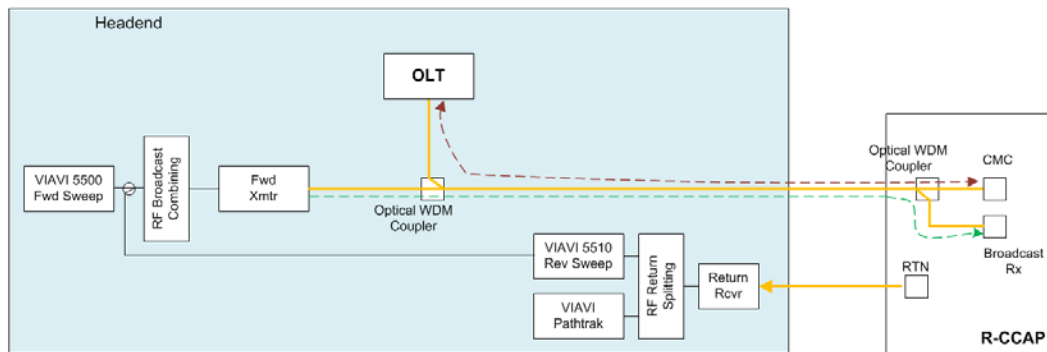 Headend
OLT
Optical WDM
Coupler
CMC
VIAVI 5500
Fwd Sweep
RF Broadcast
Combining
Fwd
Xmtr
Optical WDM
Coupler
Broadcast
Rx
VIAVI 5510
Rev Sweep
RF Return
Splitting
Return
Rcvr
RTN
VIAVI
Pathtrak
R-CCAP